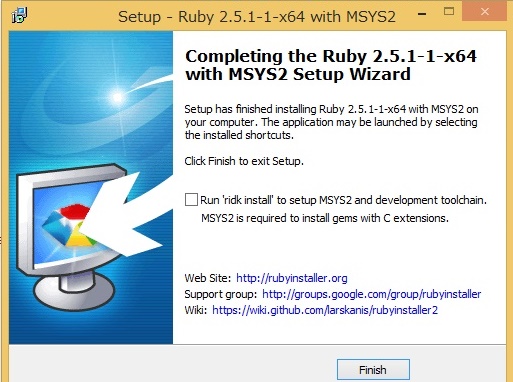 Setup - Ruby 2.5.1-1-x64 with MSYS2
Completing the Ruby 2.5.1-1-x64
with MSYS2 Setup Wizard
Setup has finished installing Ruby 2.5.1-1-x64 with MSYS2 on
your computer. The application may be launched by selecting
the installed shortcuts.
Click Finish to exit Setup.
Run 'ridk install' to setup MSYS2 and development toolchain.
MSYS2 is required to install gems with C extensions.
Web Site: http://rubyinstaller.org
Support group: http://groups.google.com/group/rubyinstaller
Wiki: https://wiki.github.com/larskanis/rubyinstaller2
Finish